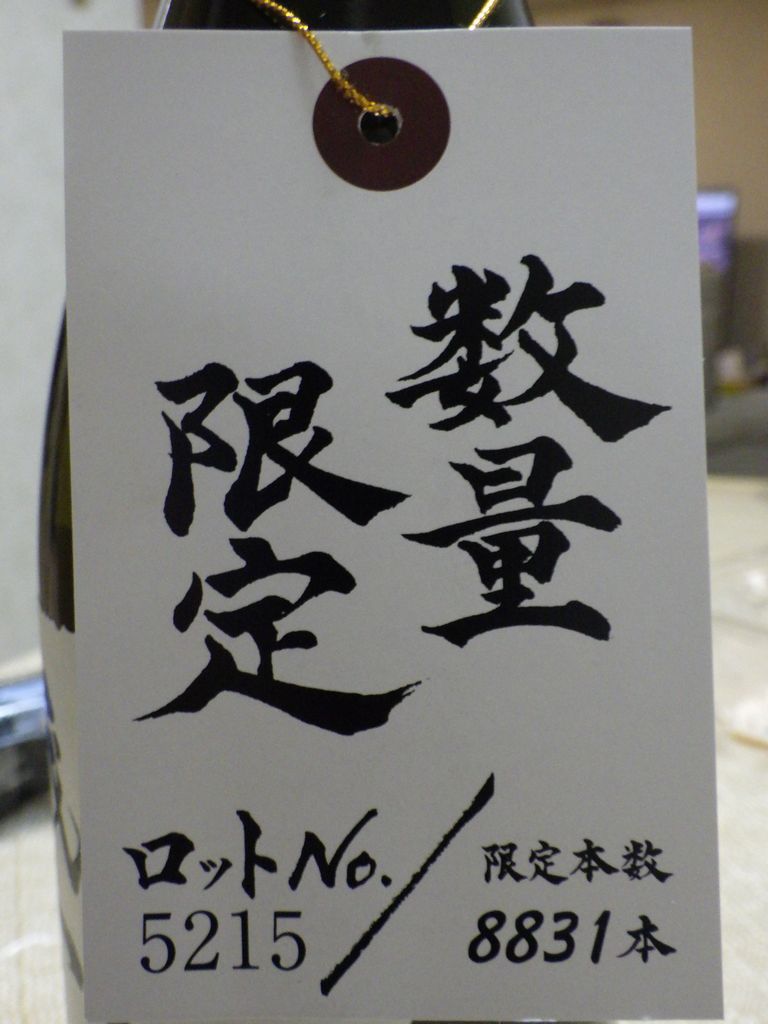 数量
限定
ロットNo.
5215
限定本数
8831本